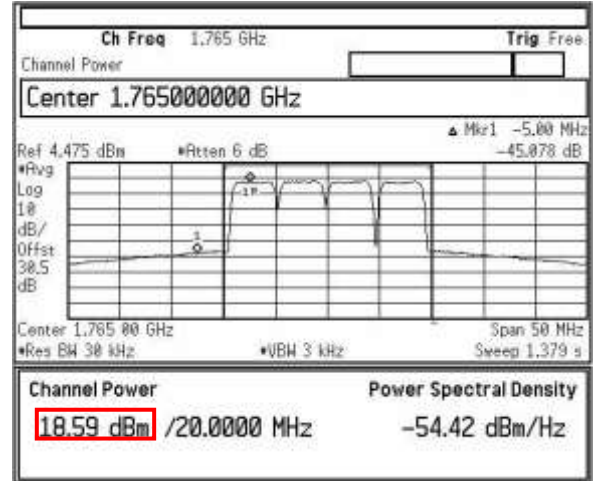 Ch Freq 1.765 GHz Trig Free
Channel Power
Center 1.765000000 GHz
▵ Mkr1 -5.00 MHz
Ref 4.475 dBm *Atten 6 dB -45.078 dB
*Avg
Log
10
dB/
Offst
30.5
dB
1R
1
Center 1.765 00 GHz Span 50 MHz
*Res BW 30 kHz *VBW 3 kHz Sweep 1.379 s
Channel Power Power Spectral Density
18.59 dBm /20.0000 MHz -54.42 dBm/Hz